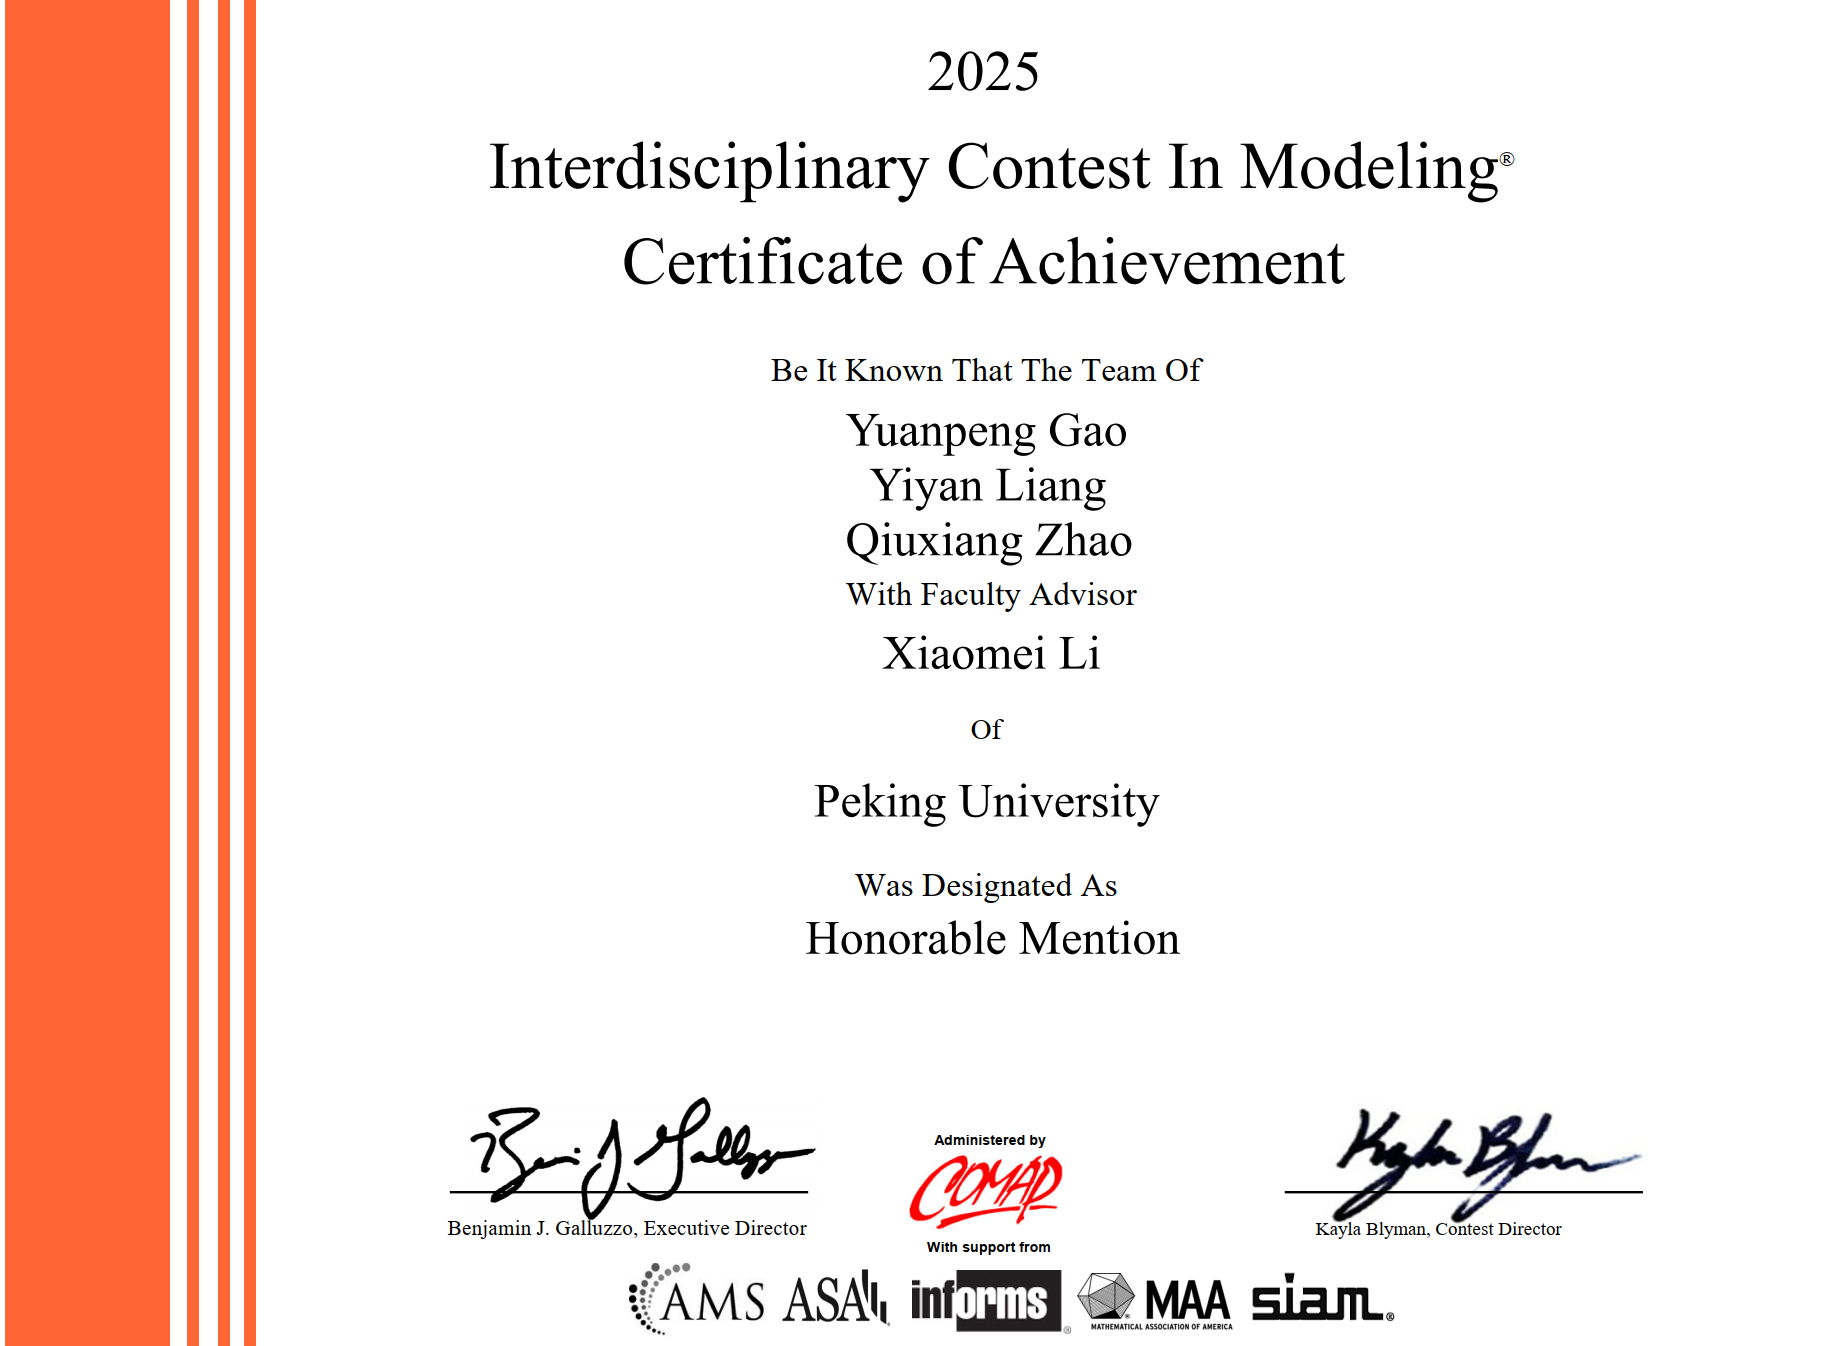 2025
Interdisciplinary Contest In Modeling®
Certificate of Achievement
Be It Known That The Team Of
Yuanpeng Gao
Yiyan Liang
Qiuxiang Zhao
With Faculty Advisor
Xiaomei Li
Of
Peking University
Was Designated As
Honorable Mention
Benjamin J. Galluzzo, Executive Director
Administered by
COMAP
With support from
Kayla Blyman, Contest Director
AMS ASA informs® MAA siam®
MATHEMATICAL ASSOCIATION OF AMERICA